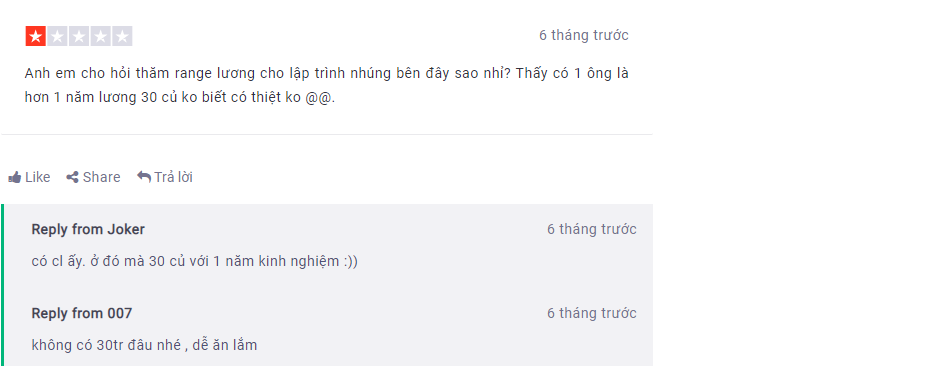 6 tháng trước
Anh em cho hỏi thăm range lương cho lập trình nhúng bên đây sao nhỉ? Thấy có 1 ông là
hơn 1 năm lương 30 củ ko biết có thiệt ko @@.
Like Share Trả lời
Reply from Joker 6 tháng trước
có cl ấy. ở đó mà 30 củ với 1 năm kinh nghiệm :))
Reply from 007 6 tháng trước
không có 30tr đâu nhé , dễ ăn lắm